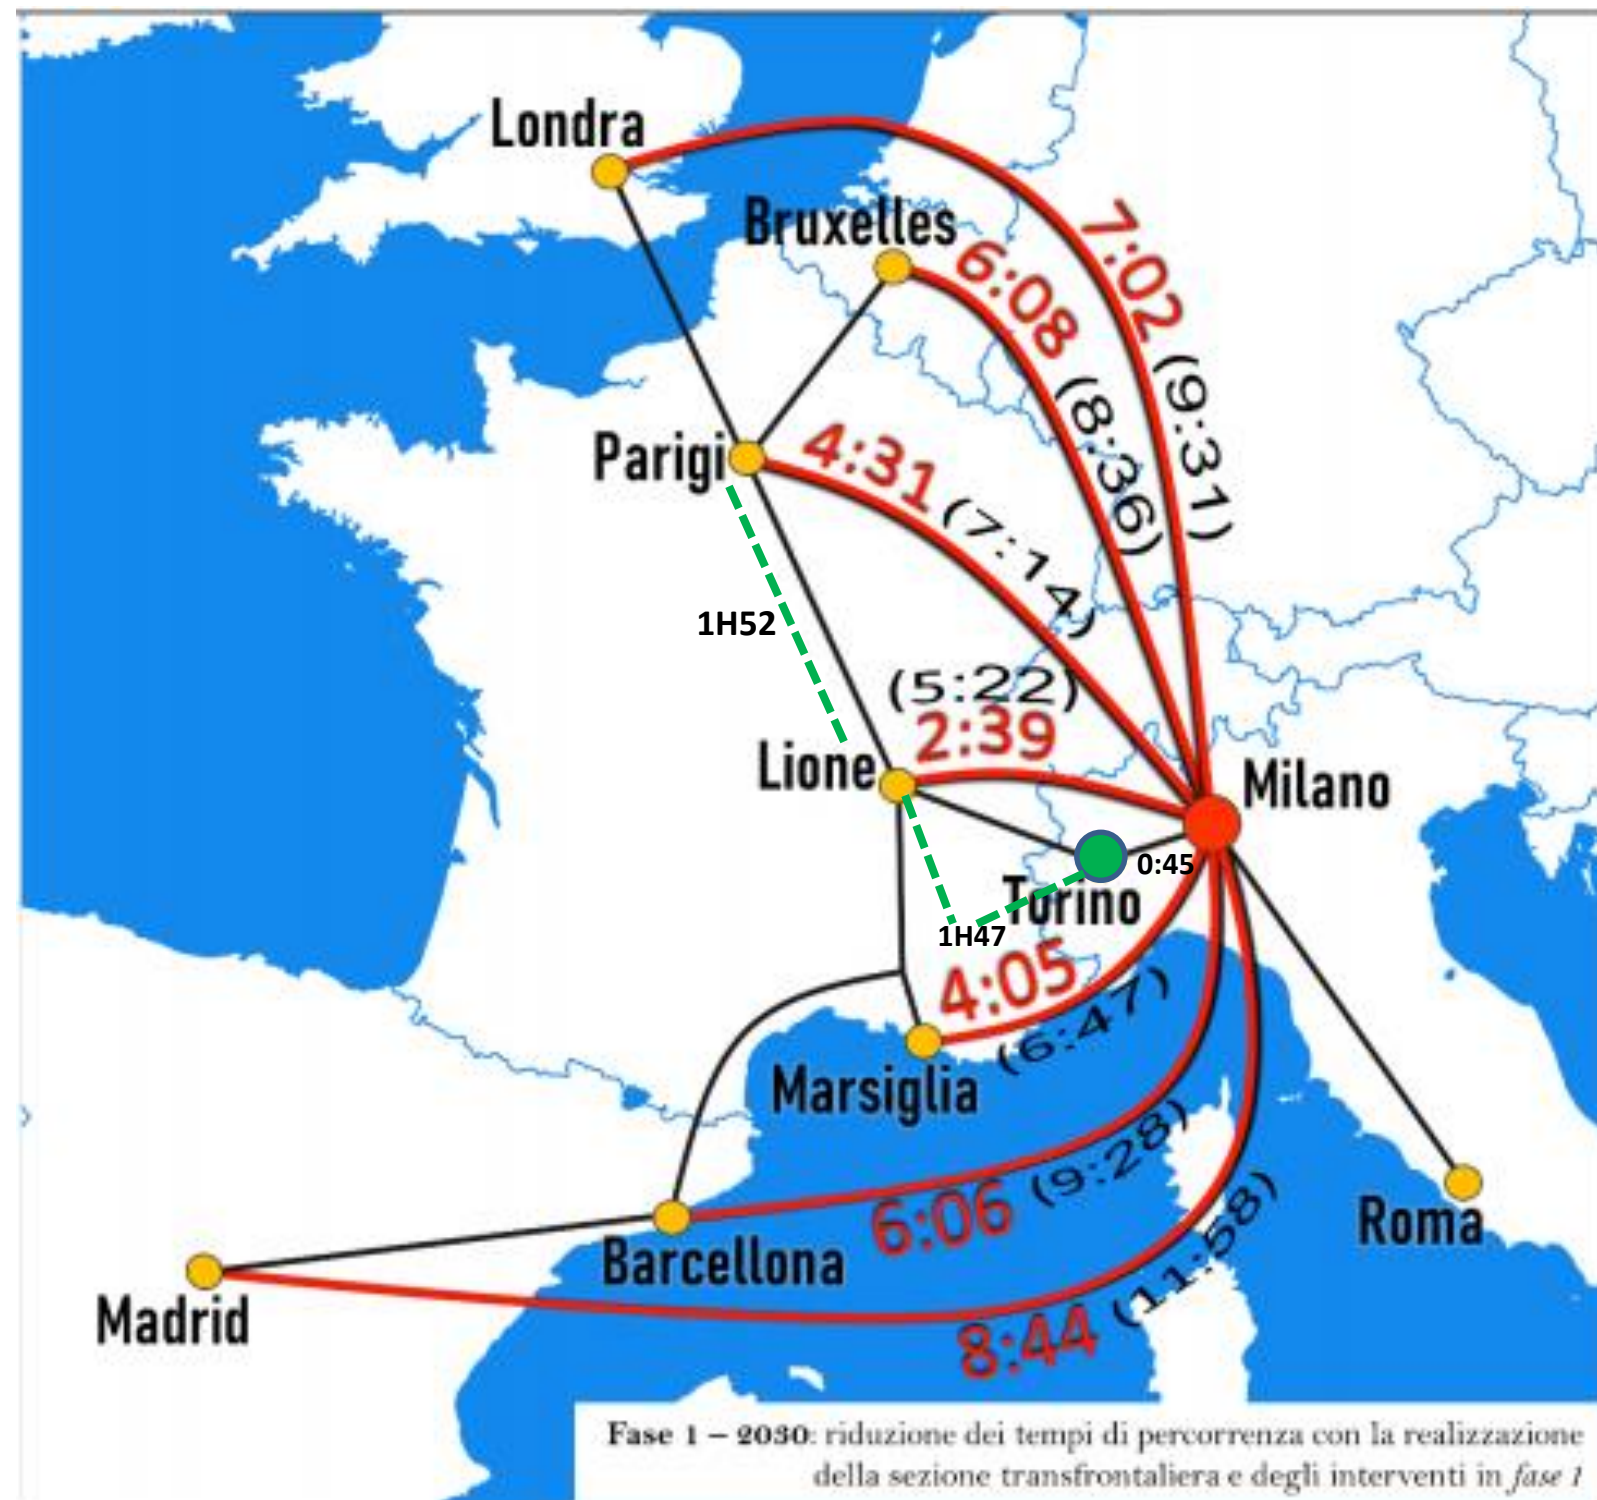 Londra
Bruxelles
7:02 (9:31)
6:08 (8:36)
Parigi
4:31 (7:14)
1H52
(5:22)
2:39
Lione
Milano
0:45
Torino
1H47
4:05 (6:47)
Marsiglia
6:06 (9:28)
Roma
Barcellona
Madrid
8:44 (11:58)
Fase 1 – 2030: riduzione dei tempi di percorrenza con la realizzazione
della sezione transfrontaliera e degli interventi in fase 1